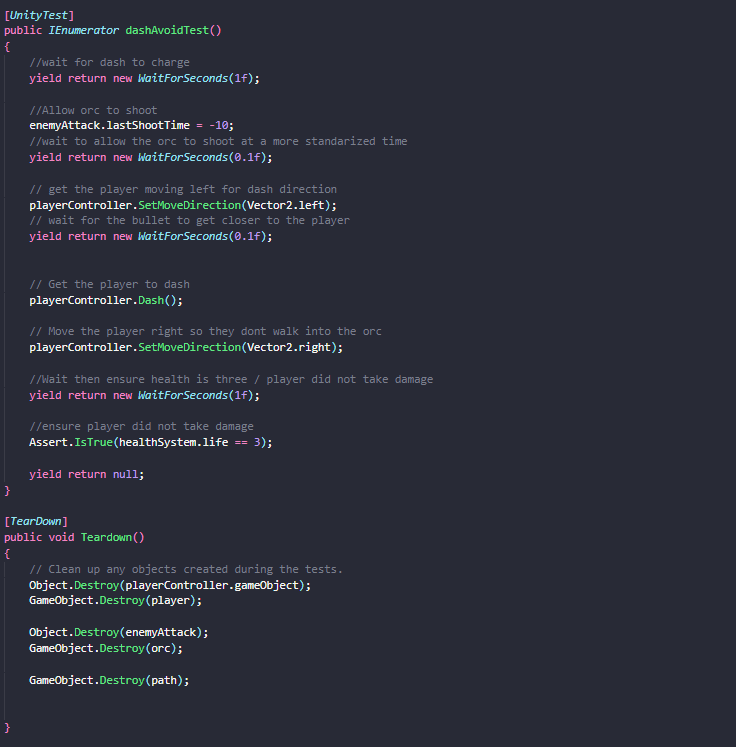 [UnityTest]
public IEnumerator dashAvoidTest()
{
//wait for dash to charge
yield return new WaitForSeconds(1f);
//Allow orc to shoot
enemyAttack.lastShootTime = -10;
//wait to allow the orc to shoot at a more standarized time
yield return new WaitForSeconds(0.1f);
// get the player moving left for dash direction
playerController.SetMoveDirection(Vector2.left);
// wait for the bullet to get closer to the player
yield return new WaitForSeconds(0.1f);
// Get the player to dash
playerController.Dash();
// Move the player right so they dont walk into the orc
playerController.SetMoveDirection(Vector2.right);
//Wait then ensure health is three / player did not take damage
yield return new WaitForSeconds(1f);
//ensure player did not take damage
Assert.IsTrue(healthSystem.life == 3);
yield return null;
}
[TearDown]
public void Teardown()
{
// Clean up any objects created during the tests.
Object.Destroy(playerController.gameObject);
GameObject.Destroy(player);
Object.Destroy(enemyAttack);
GameObject.Destroy(orc);
GameObject.Destroy(path);
}